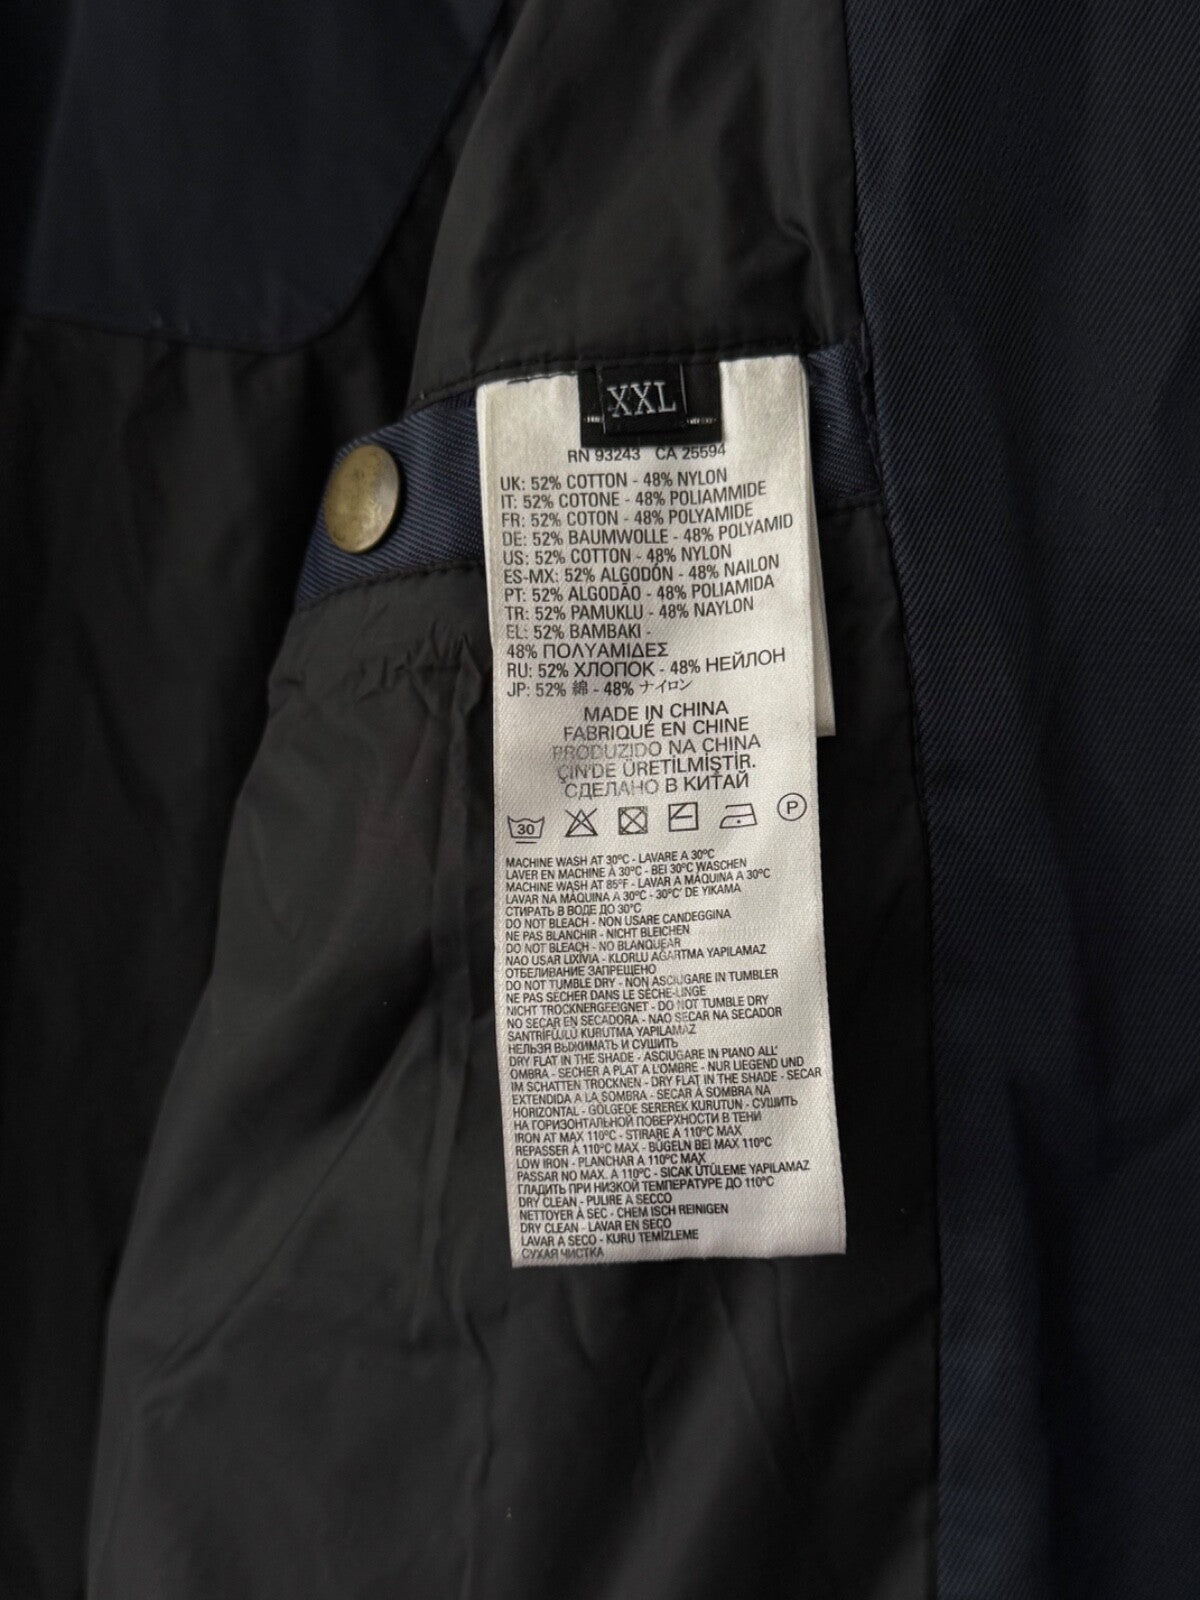 XXL
RN 93243 CA 25594
UK: 52% COTTON - 48% NYLON
IT: 52% COTONE - 48% POLIAMMIDE
FR: 52% COTON - 48% POLYAMIDE
DE: 52% BAUMWOLLE - 48% POLYAMID
US: 52% COTTON - 48% NYLON
ES-MX: 52% ALGODÓN - 48% NAILON
PT: 52% ALGODÃO - 48% POLIAMIDA
TR: 52% PAMUKLU - 48% NAYLON
EL: 52% ΒΑΜΒΑΚΙ -
48% ΠΟΛΥΑΜΙΔΕΣ
RU: 52% ХЛОПОК - 48% НЕЙЛОН
JP: 52% 綿 - 48% ナイロン
MADE IN CHINA
FABRIQUÉ EN CHINE
PRODUZIDO NA CHINA
ÇIN'DE ÜRETİLMİŞTİR.
СДЕЛАНО В КИТАЙ
30 P
MACHINE WASH AT 30°C - LAVARE A 30°C
LAVER EN MACHINE À 30°C - BEI 30°C WASCHEN
MACHINE WASH AT 85°F - LAVAR A MÁQUINA A 30°C
LAVAR NA MÁQUINA A 30°C - 30°C' DE YIKAMA
СТИРАТЬ В ВОДЕ ДО 30°C
DO NOT BLEACH - NON USARE CANDEGGINA
NE PAS BLANCHIR - NICHT BLEICHEN
DO NOT BLEACH - NO BLANQUEAR
NAO USAR LIXÍVIA - KLORLU AĞARTMA YAPILAMAZ
ОТБЕЛИВАНИЕ ЗАПРЕЩЕНО
DO NOT TUMBLE DRY - NON ASCIUGARE IN TUMBLER
NE PAS SÈCHER DANS LE SÈCHE-LINGE
NICHT TROCKNERGEEIGNET - DO NOT TUMBLE DRY
NO SECAR EN SECADORA - NAO SECAR NA SECADOR
SANTRİFÜJLÜ KURUTMA YAPILAMAZ
НЕЛЬЗЯ ВЫЖИМАТЬ И СУШИТЬ
DRY FLAT IN THE SHADE - ASCIUGARE IN PIANO ALL'
OMBRA - SECHER A PLAT A L'OMBRE - NUR LIEGEND UND
IM SCHATTEN TROCKNEN - DRY FLAT IN THE SHADE - SECAR
EXTENDIDA A LA SOMBRA - SECAR À SOMBRA NA
HORIZONTAL - GÖLGEDE SEREREK KURUTUN - СУШИТЬ
НА ГОРИЗОНТАЛЬНОЙ ПОВЕРХНОСТИ В ТЕНИ
IRON AT MAX 110°C - STIRARE A 110°C MAX
REPASSER À 110°C MAX - BÜGELN BEI MAX 110°C
LOW IRON - PLANCHAR A 110°C MAX
PASSAR NO MAX. A 110°C - SICAK ÜTÜLEME YAPILAMAZ
ГЛАДИТЬ ПРИ НИЗКОЙ ТЕМПЕРАТУРЕ ДО 110°C
DRY CLEAN - PULIRE A SECCO
NETTOYER À SEC - CHEM ISCH REINIGEN
DRY CLEAN - LAVAR EN SECO
LAVAR A SECO - KURU TEMİZLEME
СУХАЯ ЧИСТКА